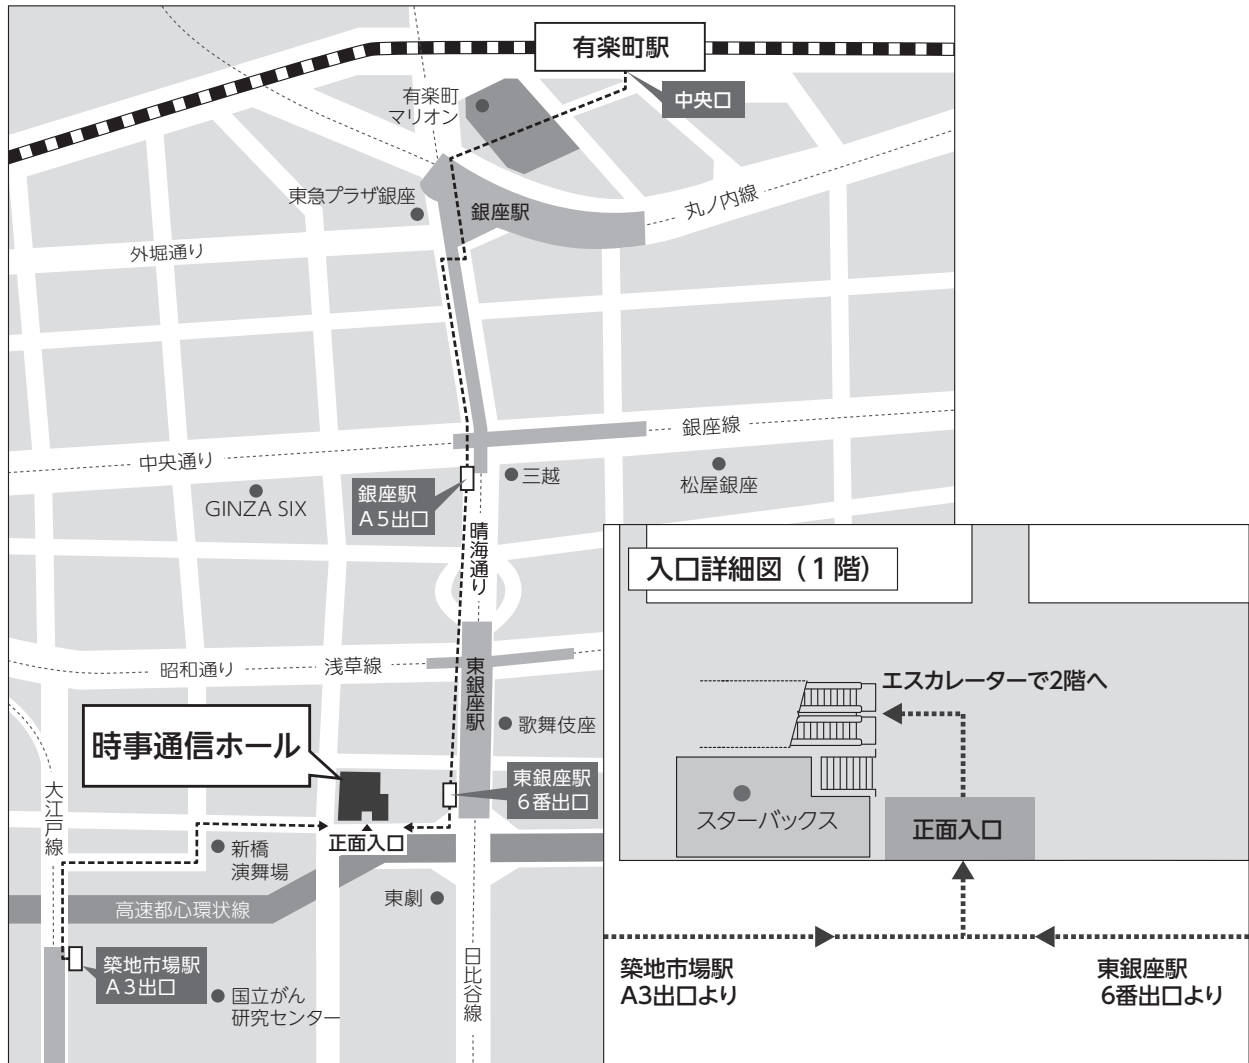 有楽町駅
中央口
有楽町
マリオン
東急プラザ銀座
銀座駅
丸ノ内線
外堀通り
銀座線
中央通り
三越
松屋銀座
GINZA SIX
銀座駅
A5出口
晴海通り
昭和通り
浅草線
東銀座駅
歌舞伎座
時事通信ホール
東銀座駅
6番出口
大江戸線
正面入口
新橋
演舞場
東劇
高速都心環状線
築地市場駅
A3出口
国立がん
研究センター
日比谷線
入口詳細図（1階）
エスカレーターで2階へ
スターバックス
正面入口
築地市場駅
A3出口より
東銀座駅
6番出口より